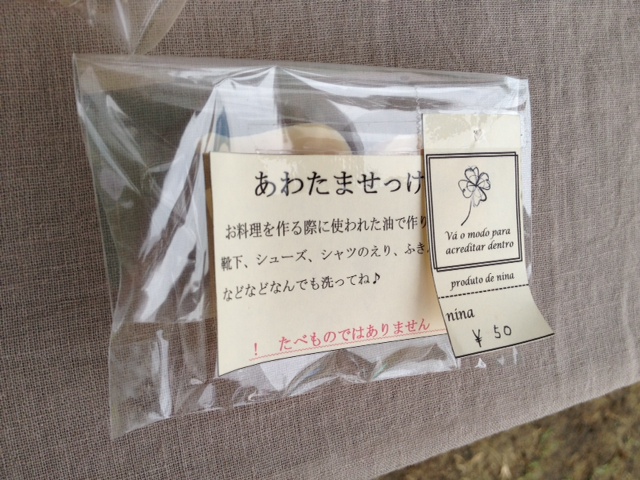 あわたませっけ
お料理を作る際に使われた油で作り
靴下、シューズ、シャツのえり、ふき
などなどなんでも洗ってね♪
！ たべものではありません
Vá o modo para
acreditar dentro
produto de nina
nina
¥ 50